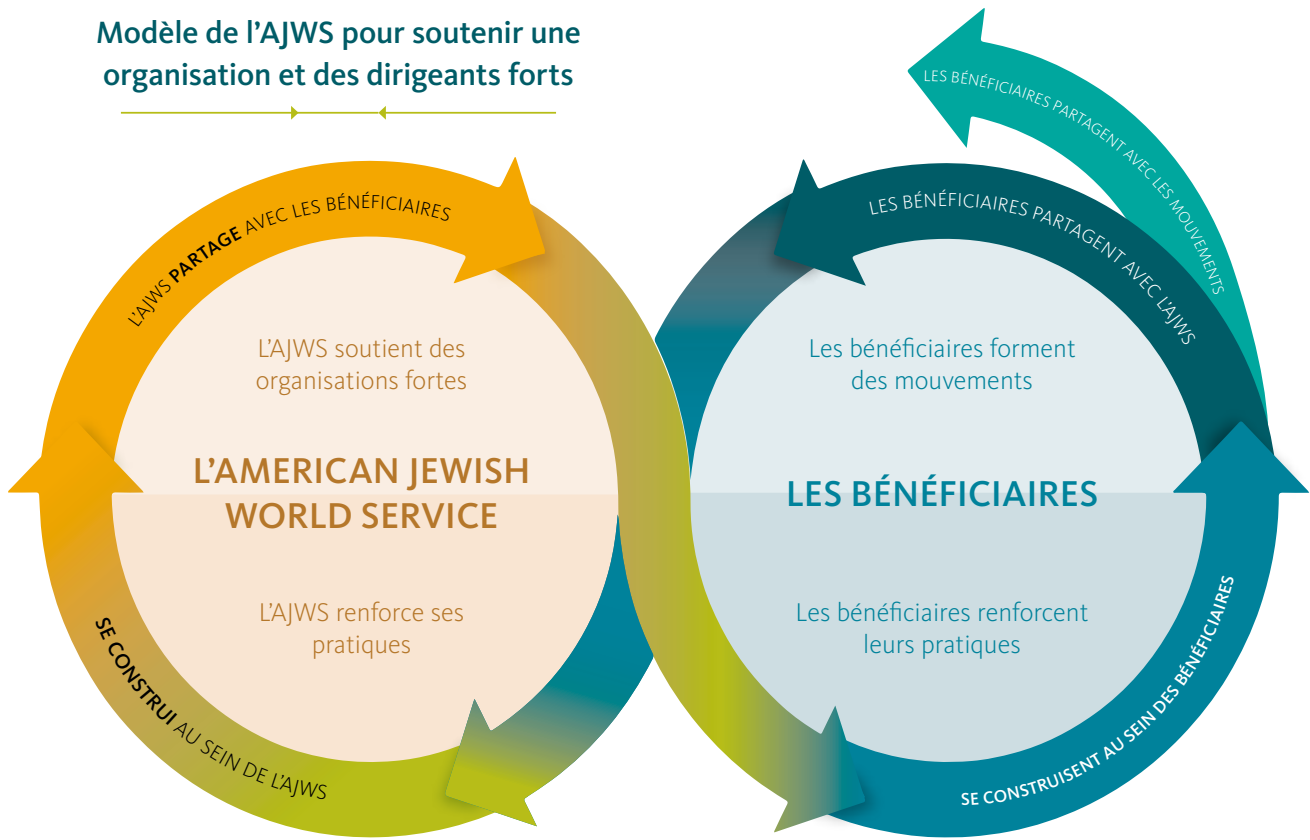 Modèle de l'AJWS pour soutenir une
organisation et des dirigeants forts
L'AJWS PARTAGE AVEC LES BÉNÉFICIAIRES
L'AJWS soutient des
organisations fortes
L'AMERICAN JEWISH
WORLD SERVICE
L'AJWS renforce ses
pratiques
SE CONSTRUI AU SEIN DE L'AJWS
LES BÉNÉFICIAIRES PARTAGENT AVEC LES MOUVEMENTS
LES BÉNÉFICIAIRES PARTAGENT AVEC L'AJWS
Les bénéficiaires forment
des mouvements
LES BÉNÉFICIAIRES
Les bénéficiaires renforcent
leurs pratiques
SE CONSTRUISENT AU SEIN DES BÉNÉFICIAIRES